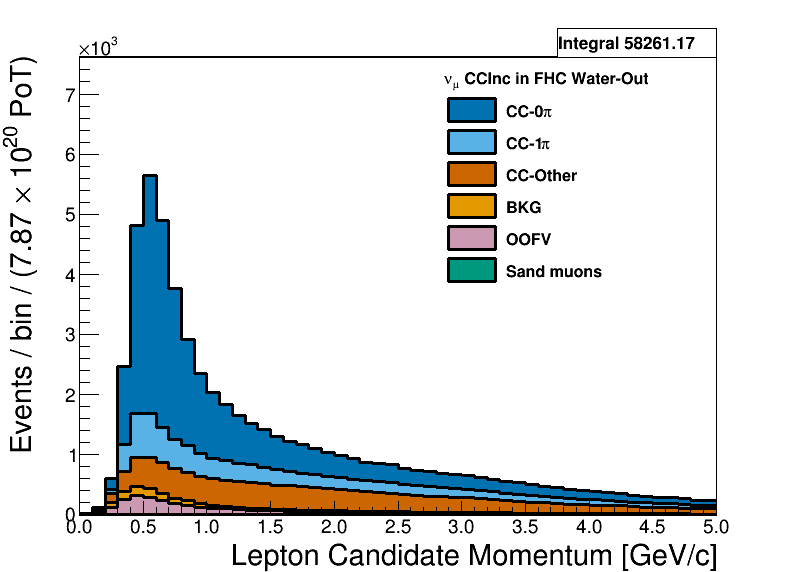 Integral 58261.17
×10³
ν_μ CCInc in FHC Water-Out
CC-0π
CC-1π
CC-Other
BKG
OOFV
Sand muons
Events / bin / (7.87 × 10²⁰ PoT)
7
6
5
4
3
2
1
0
0.0 0.5 1.0 1.5 2.0 2.5 3.0 3.5 4.0 4.5 5.0
Lepton Candidate Momentum [GeV/c]